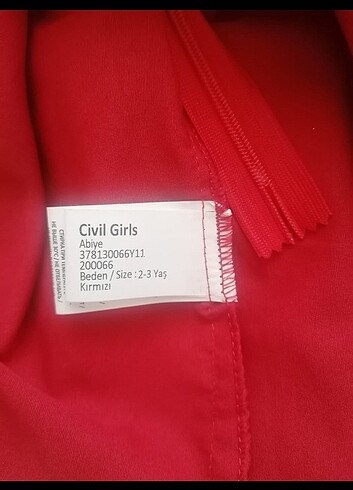 Civil Girls
Abiye
378130066Y11
200066
Beden / Size : 2-3 Yaş
Kırmızı